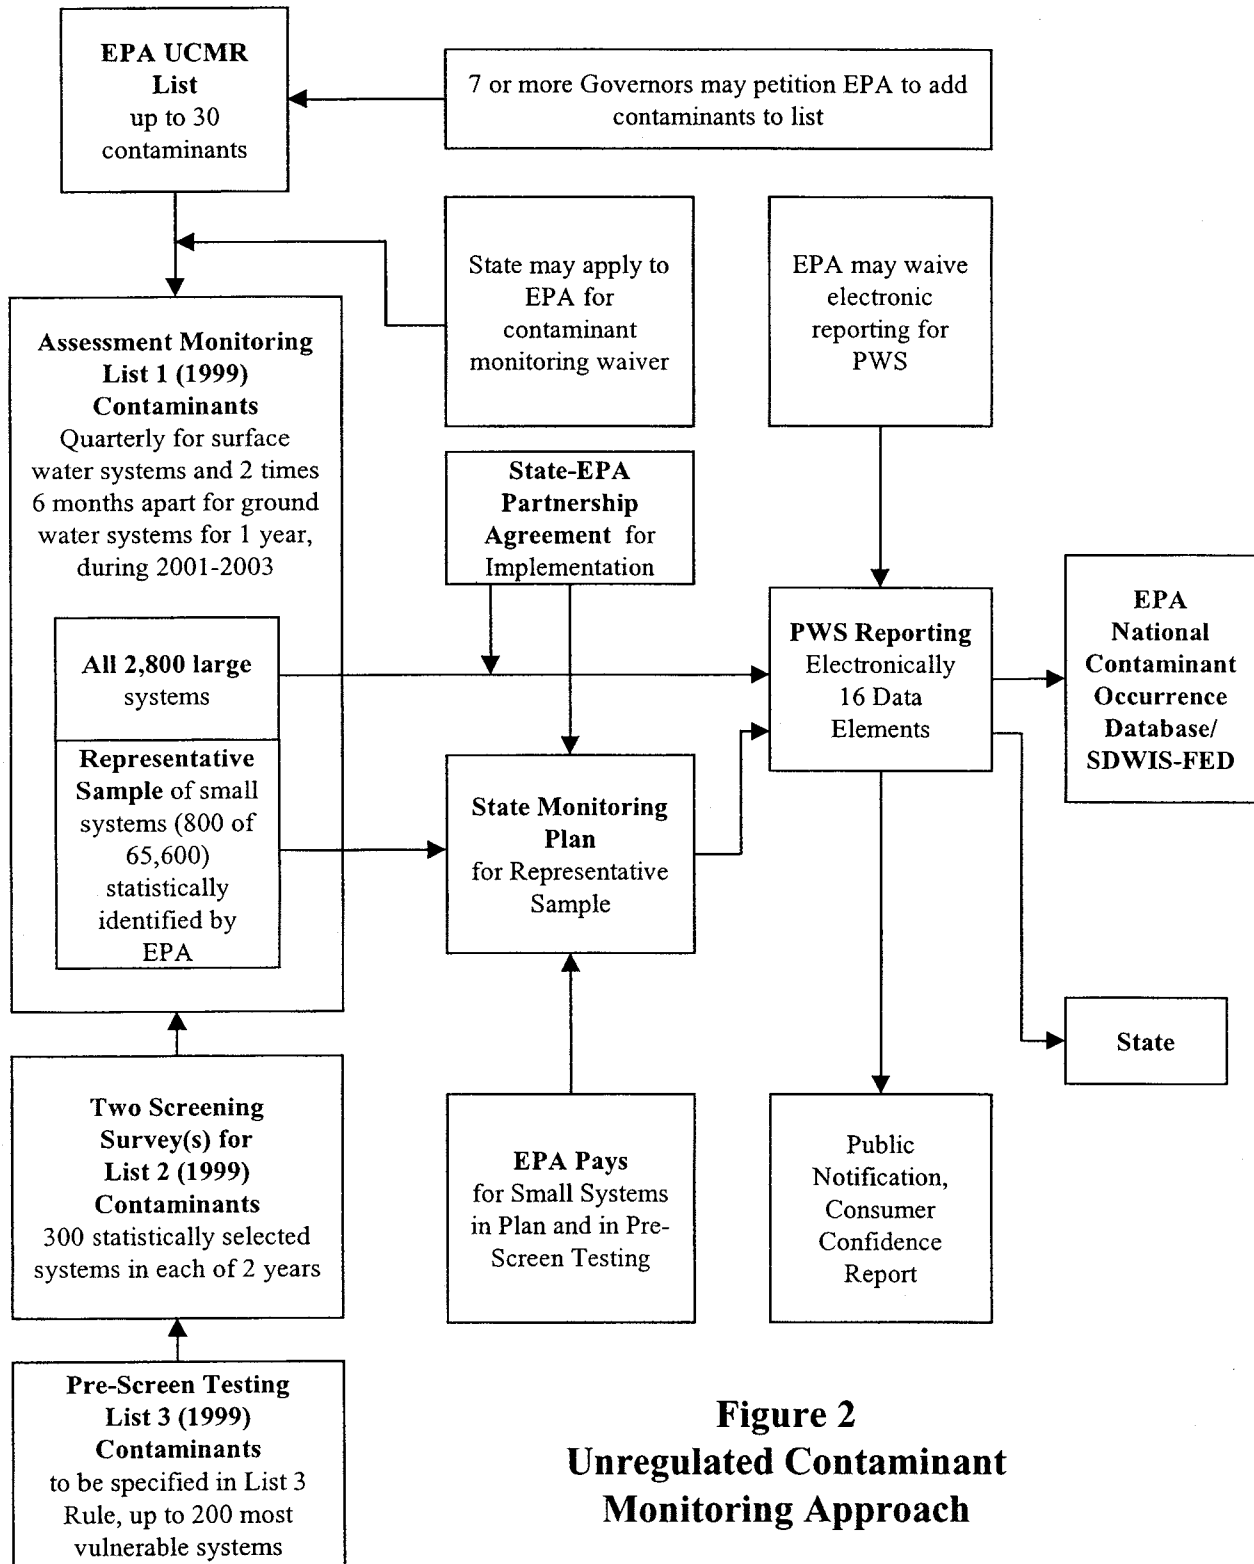 EPA UCMR
List
up to 30
contaminants
7 or more Governors may petition EPA to add
contaminants to list
State may apply to
EPA for
contaminant
monitoring waiver
EPA may waive
electronic
reporting for
PWS
Assessment Monitoring
List 1 (1999)
Contaminants
Quarterly for surface
water systems and 2 times
6 months apart for ground
water systems for 1 year,
during 2001-2003
All 2,800 large
systems
Representative
Sample of small
systems (800 of
65,600)
statistically
identified by
EPA
State-EPA
Partnership
Agreement for
Implementation
State Monitoring
Plan
for Representative
Sample
PWS Reporting
Electronically
16 Data
Elements
EPA
National
Contaminant
Occurrence
Database/
SDWIS-FED
State
Two Screening
Survey(s) for
List 2 (1999)
Contaminants
300 statistically selected
systems in each of 2 years
EPA Pays
for Small Systems
in Plan and in Pre-
Screen Testing
Public
Notification,
Consumer
Confidence
Report
Pre-Screen Testing
List 3 (1999)
Contaminants
to be specified in List 3
Rule, up to 200 most
vulnerable systems
Figure 2
Unregulated Contaminant
Monitoring Approach